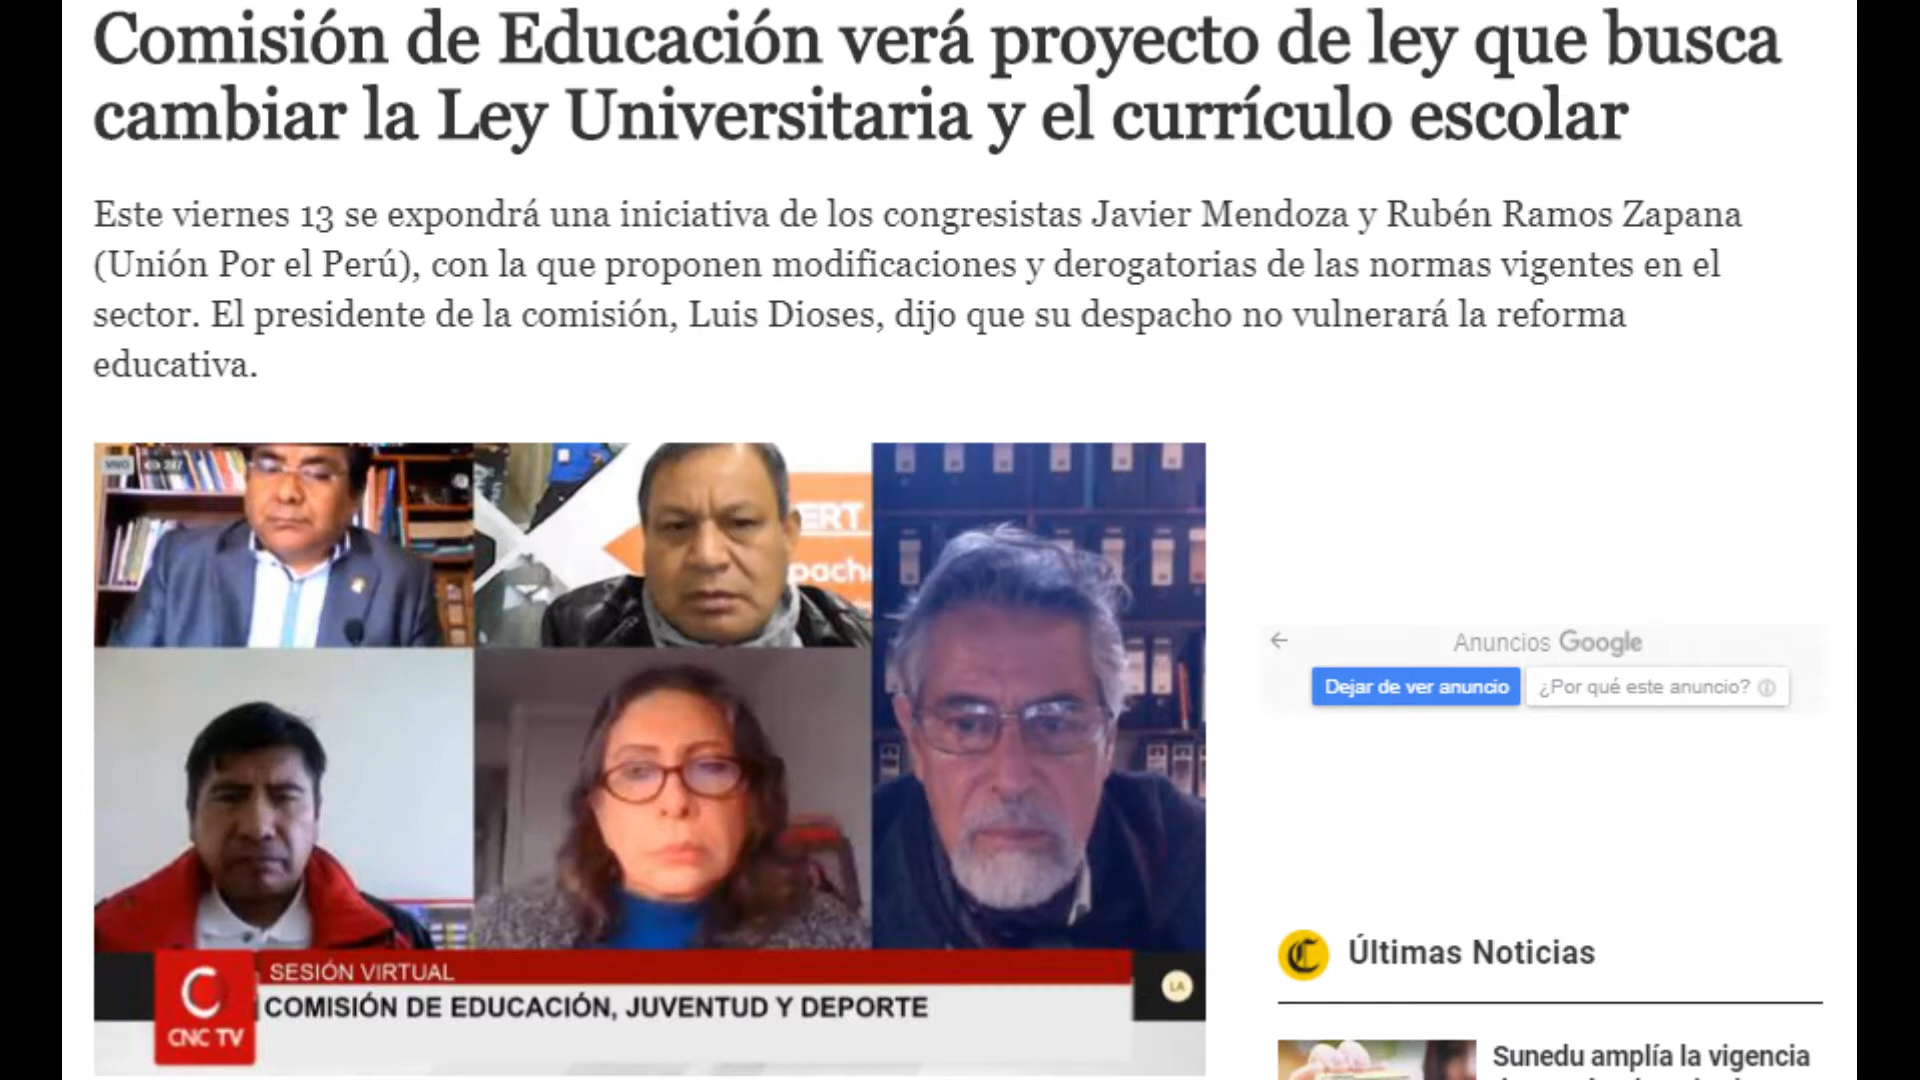 Comisión de Educación verá proyecto de ley que busca
cambiar la Ley Universitaria y el currículo escolar
Este viernes 13 se expondrá una iniciativa de los congresistas Javier Mendoza y Rubén Ramos Zapana
(Unión Por el Perú), con la que proponen modificaciones y derogatorias de las normas vigentes en el
sector. El presidente de la comisión, Luis Dioses, dijo que su despacho no vulnerará la reforma
educativa.
VIVO
ERT
pach
SESIÓN VIRTUAL
COMISIÓN DE EDUCACIÓN, JUVENTUD Y DEPORTE
CNC TV
LA
Anuncios Google
Dejar de ver anuncio
¿Por qué este anuncio?
Últimas Noticias
Sunedu amplía la vigencia